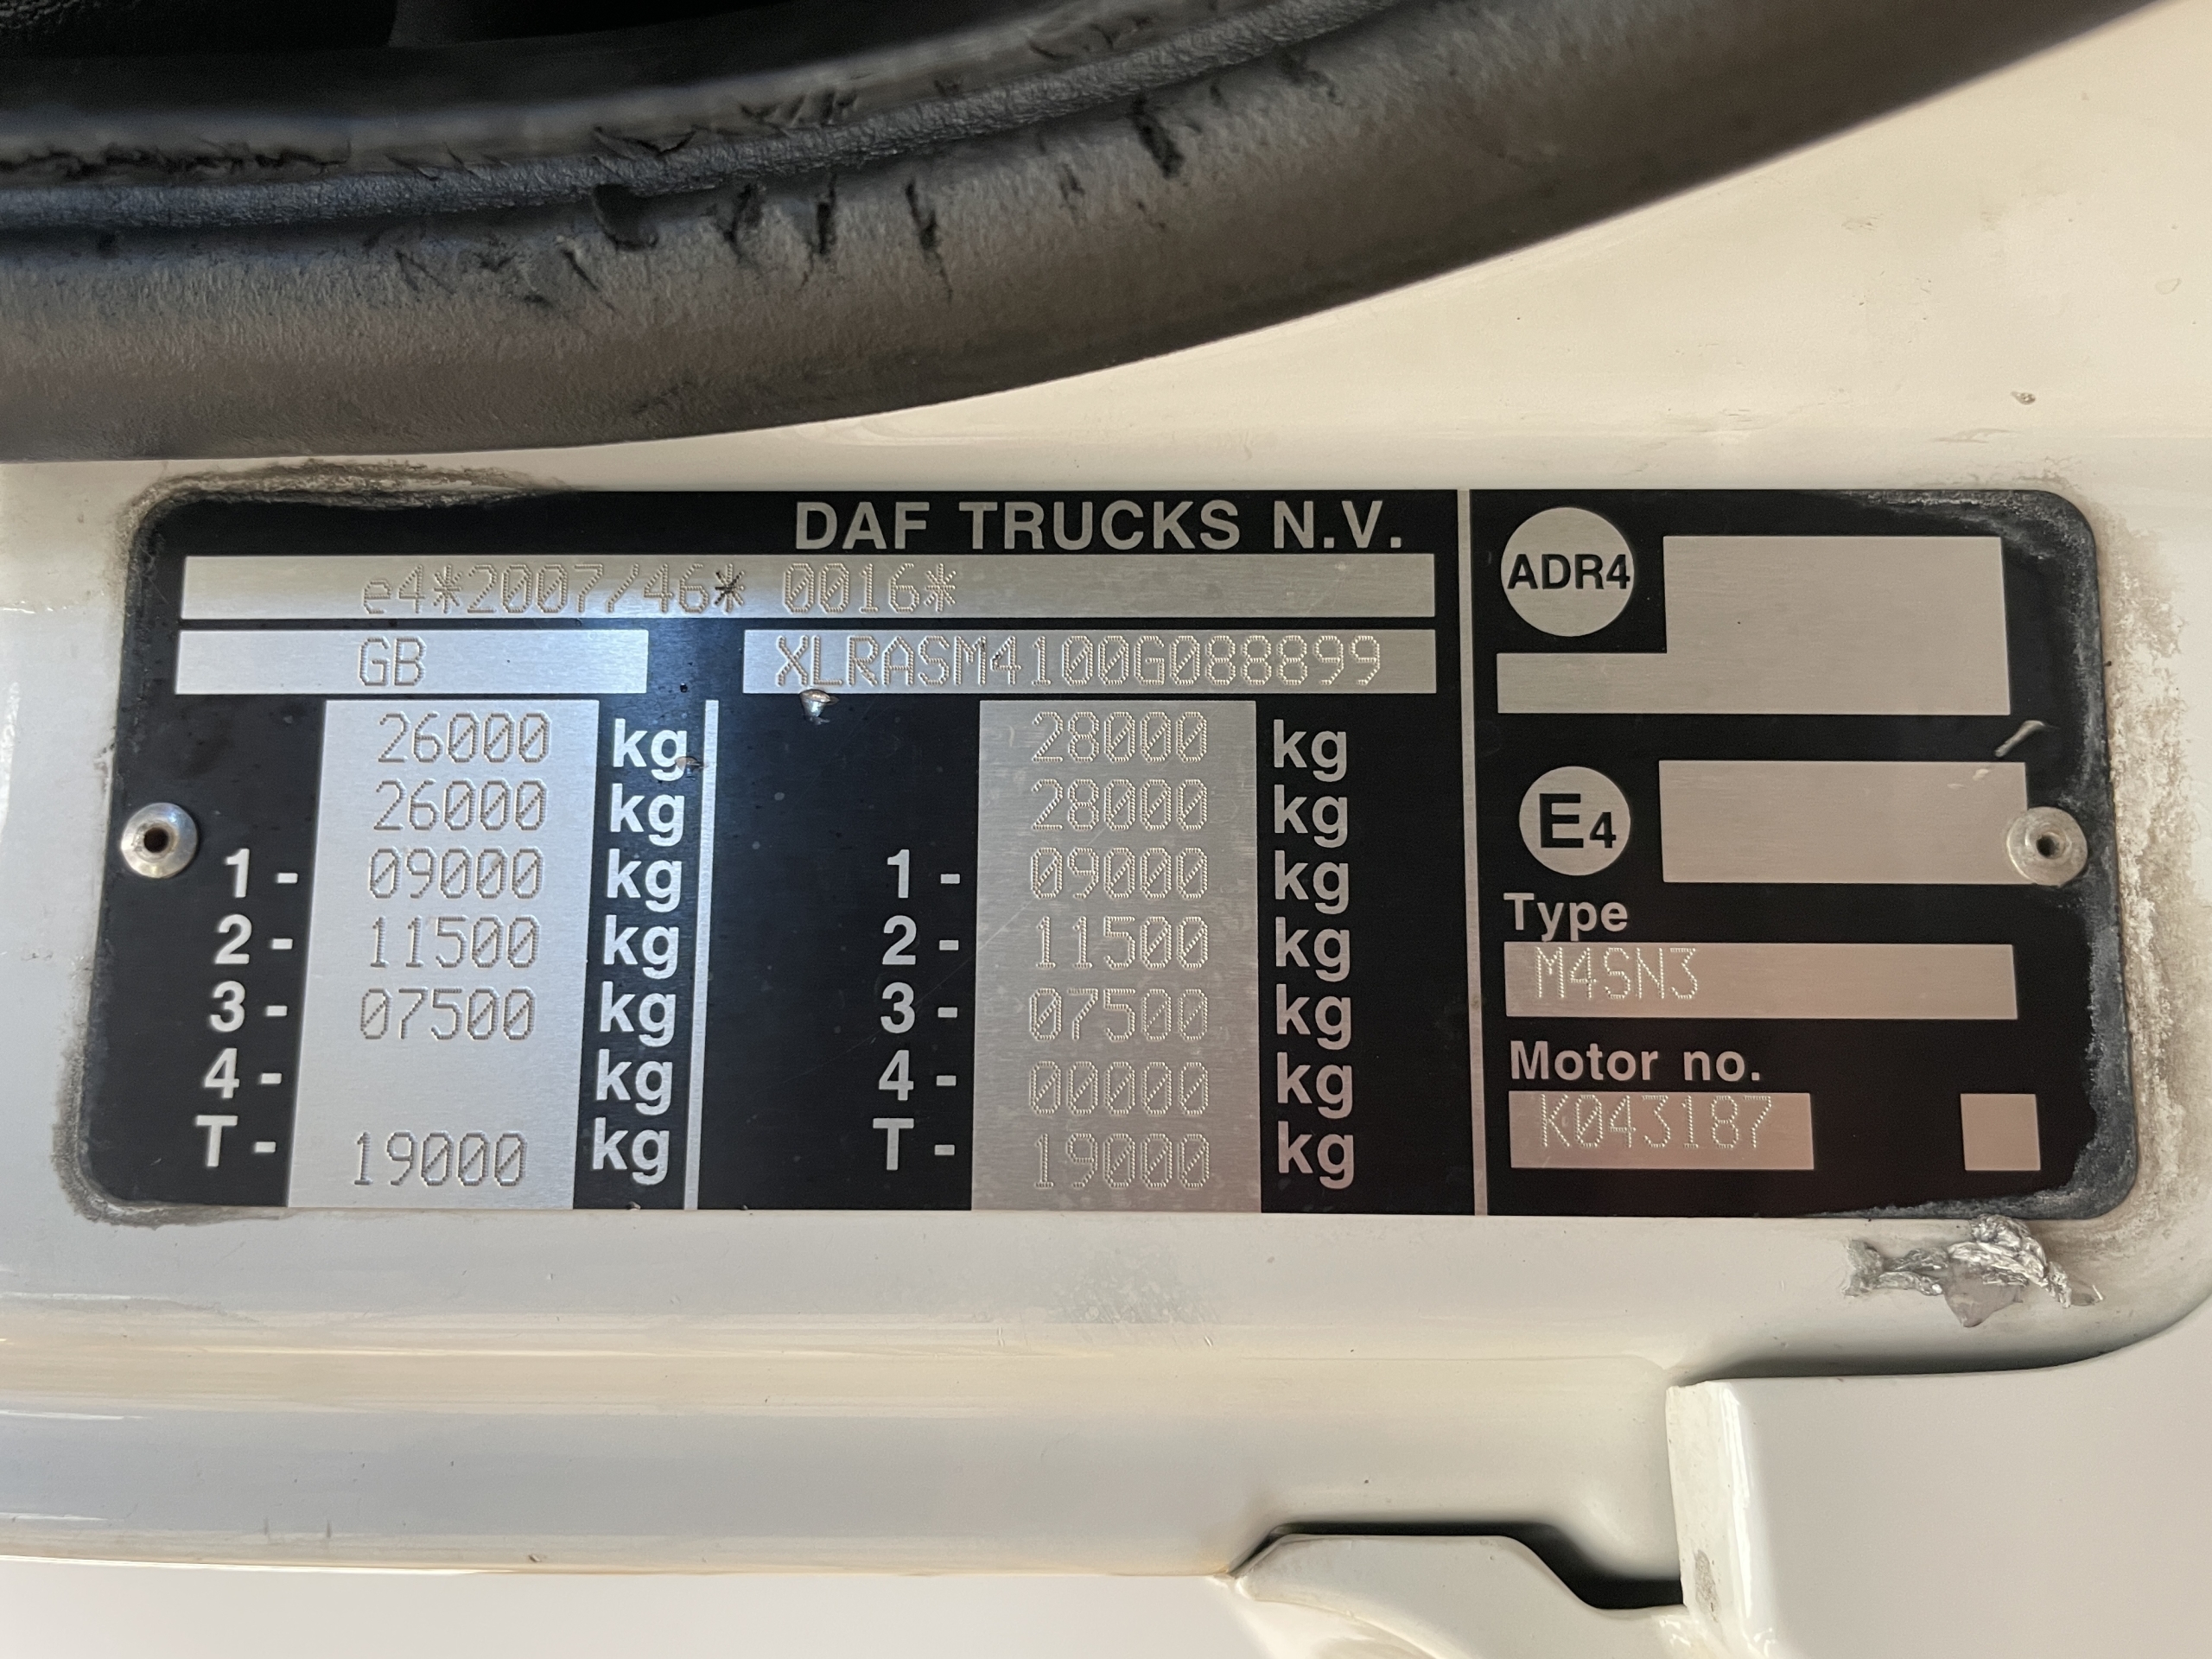 DAF TRUCKS N.V.
e4*2007/46* 0016*
GB XLRASM4100G088899
26000 kg 28000 kg
26000 kg 28000 kg
1 - 09000 kg 1 - 09000 kg
2 - 11500 kg 2 - 11500 kg
3 - 07500 kg 3 - 07500 kg
4 - kg 4 - 00000 kg
T - 19000 kg T - 19000 kg
ADR4
E4
Type
M4SN3
Motor no.
K043187